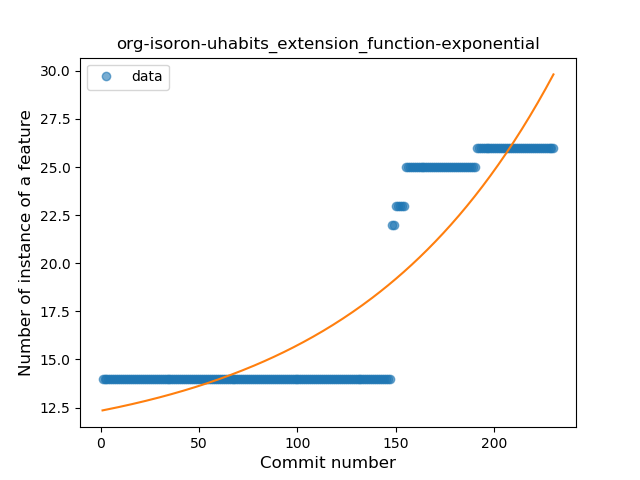 org-isoron-uhabits_extension_function-exponential
data
Number of instance of a feature
30.0
27.5
25.0
22.5
20.0
17.5
15.0
12.5
0 50 100 150 200
Commit number